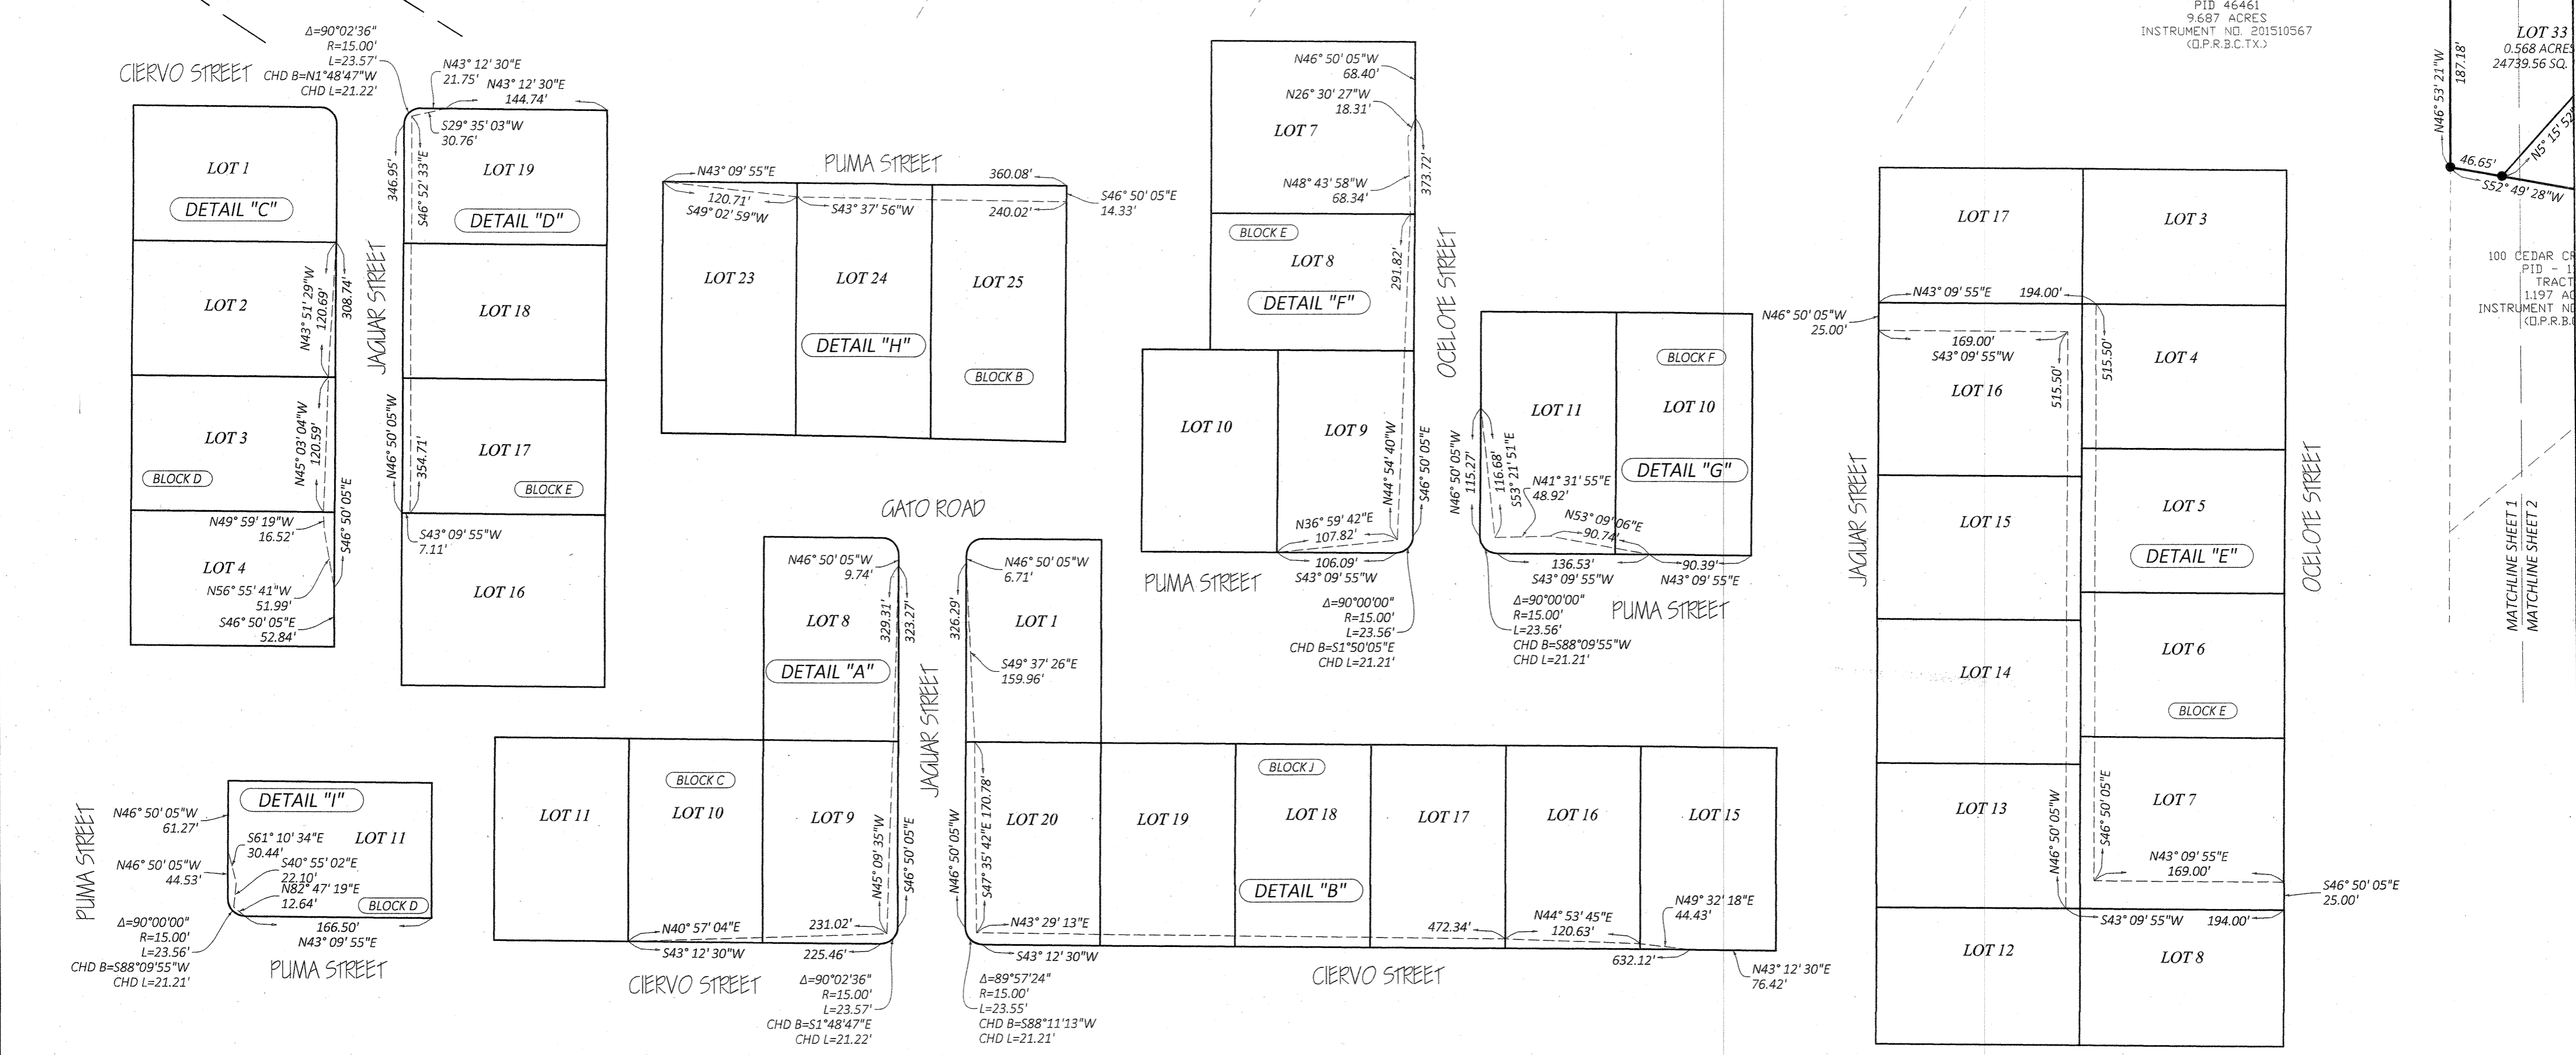 Δ=90°02'36"
R=15.00'
L=23.57'
CHD B=N1°48'47"W
CHD L=21.22'
CIERVO STREET
N43° 12' 30"E
21.75'
N43° 12' 30"E
144.74'
S29° 35' 03"W
30.76'
LOT 1
DETAIL "C"
LOT 2
N43° 51' 29"W
120.69'
308.74'
LOT 3
N45° 03' 04"W
120.59'
BLOCK D
N49° 59' 19"W
16.52'
LOT 4
N56° 55' 41"W
51.99'
S46° 50' 05"E
52.84'
S46° 50' 05"E
JAGUAR STREET
346.95'
S46° 52' 33"E
LOT 19
DETAIL "D"
LOT 18
N46° 50' 05"W
354.71'
LOT 17
BLOCK E
S43° 09' 55"W
7.11'
LOT 16
PUMA STREET
N43° 09' 55"E
360.08'
120.71'
S49° 02' 59"W
S43° 37' 56"W
240.02'
S46° 50' 05"E
14.33'
LOT 23
LOT 24
LOT 25
DETAIL "H"
BLOCK B
N46° 50' 05"W
68.40'
N26° 30' 27"W
18.31'
LOT 7
N48° 43' 58"W
68.34'
373.72'
BLOCK E
LOT 8
DETAIL "F"
291.82'
OCELOTE STREET
LOT 10
LOT 9
N44° 54' 40"W
S46° 50' 05"E
N36° 59' 42"E
107.82'
106.09'
S43° 09' 55"W
PUMA STREET
Δ=90°00'00"
R=15.00'
L=23.56'
CHD B=S1°50'05"E
CHD L=21.21'
BLOCK F
LOT 11
LOT 10
DETAIL "G"
N46° 50' 05"W
115.27'
116.68'
S53° 21' 51"E
N41° 31' 55"E
48.92'
N53° 09' 06"E
90.74'
136.53'
S43° 09' 55"W
90.39'
N43° 09' 55"E
PUMA STREET
Δ=90°00'00"
R=15.00'
L=23.56'
CHD B=S88°09'55"W
CHD L=21.21'
GATO ROAD
N46° 50' 05"W
9.74'
LOT 8
DETAIL "A"
329.31'
323.27'
JAGUAR STREET
N46° 50' 05"W
6.71'
326.29'
LOT 1
S49° 37' 26"E
159.96'
LOT 11
BLOCK C
LOT 10
LOT 9
N45° 09' 35"W
S46° 50' 05"E
N40° 57' 04"E
231.02'
S43° 12' 30"W
225.46'
CIERVO STREET
Δ=90°02'36"
R=15.00'
L=23.57'
CHD B=S1°48'47"E
CHD L=21.22'
N46° 50' 05"W
S47° 35' 42"E 170.78'
LOT 20
LOT 19
BLOCK J
LOT 18
DETAIL "B"
LOT 17
LOT 16
LOT 15
N43° 29' 13"E
472.34'
N44° 53' 45"E
120.63'
N49° 32' 18"E
44.43'
S43° 12' 30"W
632.12'
N43° 12' 30"E
76.42'
CIERVO STREET
Δ=89°57'24"
R=15.00'
L=23.55'
CHD B=S88°11'13"W
CHD L=21.21'
DETAIL "I"
LOT 11
BLOCK D
PUMA STREET
N46° 50' 05"W
61.27'
S61° 10' 34"E
30.44'
S40° 55' 02"E
22.10'
N46° 50' 05"W
44.53'
N82° 47' 19"E
12.64'
166.50'
N43° 09' 55"E
PUMA STREET
Δ=90°00'00"
R=15.00'
L=23.56'
CHD B=S88°09'55"W
CHD L=21.21'
LOT 17
LOT 3
N43° 09' 55"E
194.00'
N46° 50' 05"W
25.00'
169.00'
S43° 09' 55"W
515.50'
515.50'
LOT 16
LOT 4
LOT 15
LOT 5
DETAIL "E"
JAGUAR STREET
OCELOTE STREET
LOT 14
LOT 6
BLOCK E
LOT 13
LOT 7
N46° 50' 05"W
S46° 50' 05"E
N43° 09' 55"E
169.00'
S46° 50' 05"E
25.00'
S43° 09' 55"W
194.00'
LOT 12
LOT 8
PID 46461
9.687 ACRES
INSTRUMENT NO. 201510567
(O.P.R.B.C.TX.)
LOT 33
0.568 ACRES
24739.56 SQ.
N46° 53' 21"W
187.18'
46.65'
S52° 49' 28"W
N5° 15' 52"
100 CEDAR CR
PID - 1
TRACT
1.197 AC
INSTRUMENT NO
(O.P.R.B.C
MATCHLINE SHEET 1
MATCHLINE SHEET 2